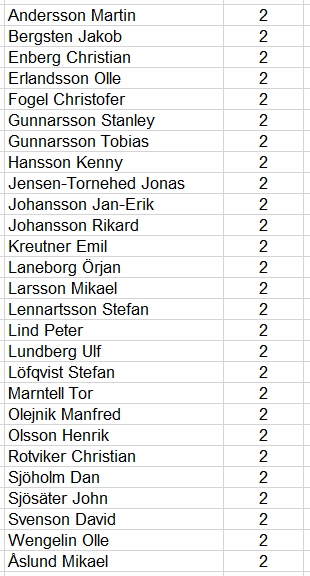 Andersson Martin 2
Bergsten Jakob 2
Enberg Christian 2
Erlandsson Olle 2
Fogel Christofer 2
Gunnarsson Stanley 2
Gunnarsson Tobias 2
Hansson Kenny 2
Jensen-Tornehed Jonas 2
Johansson Jan-Erik 2
Johansson Rikard 2
Kreutner Emil 2
Laneborg Örjan 2
Larsson Mikael 2
Lennartsson Stefan 2
Lind Peter 2
Lundberg Ulf 2
Löfqvist Stefan 2
Marntell Tor 2
Olejnik Manfred 2
Olsson Henrik 2
Rotviker Christian 2
Sjöholm Dan 2
Sjösäter John 2
Svenson David 2
Wengelin Olle 2
Åslund Mikael 2